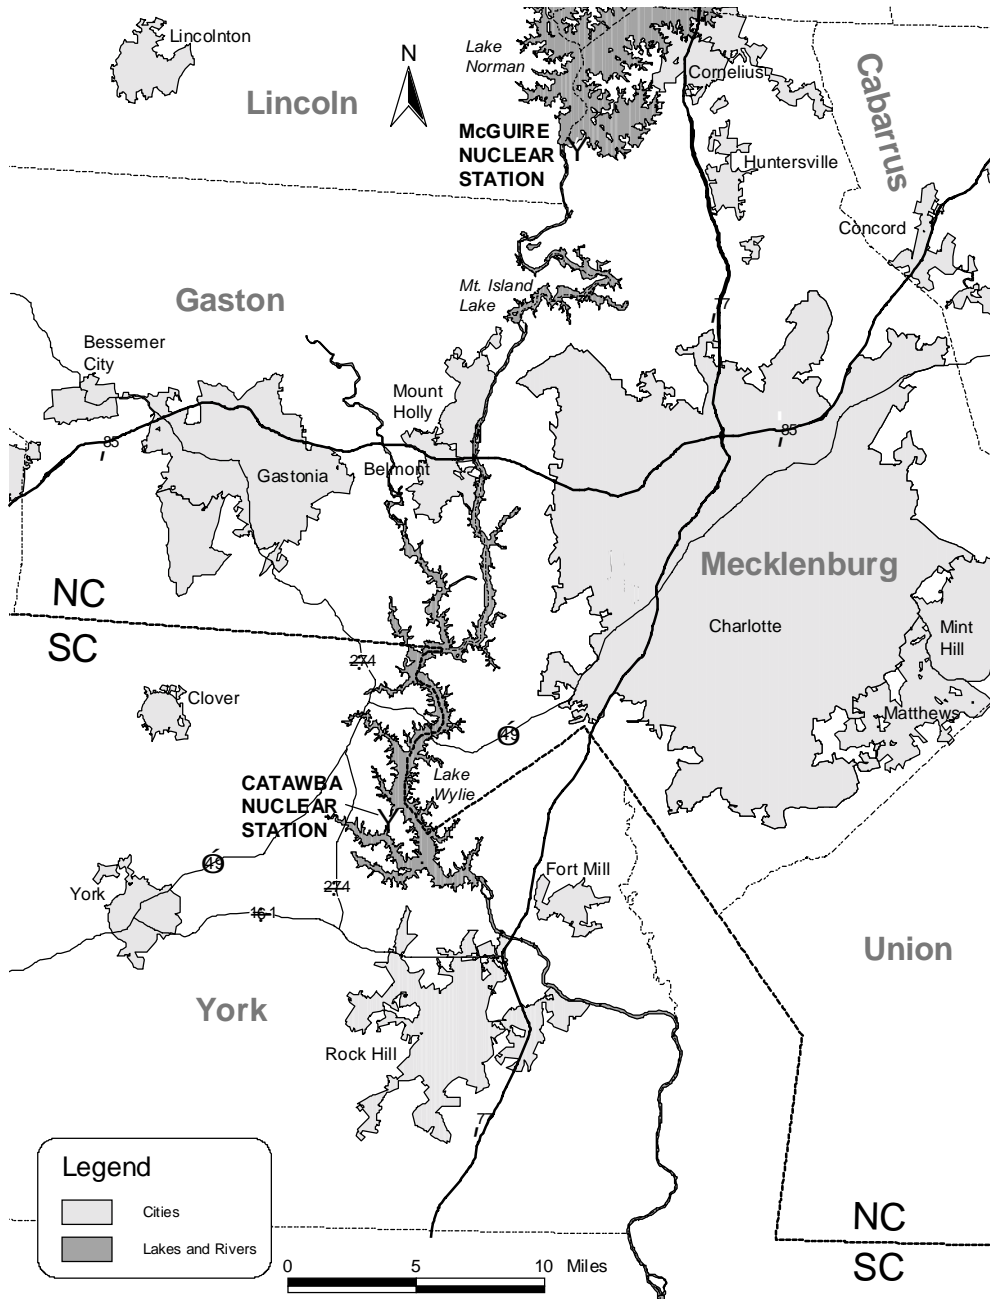 Lincolnton
Lake
Norman
N
Cornelius
Lincoln
Cabarrus
McGUIRE
NUCLEAR
STATION
Y
Huntersville
Concord
Mt. Island
Lake
Gaston
77
Bessemer
City
Mount
Holly
85
85
Belmont
Gastonia
Mecklenburg
NC
SC
Charlotte
Mint
Hill
274
Clover
Matthews
49
Lake
Wylie
CATAWBA
NUCLEAR
STATION
Y
49
Fort Mill
York
274
161
Union
York
Rock Hill
77
Legend
Cities
Lakes and Rivers
NC
SC
0 5 10 Miles